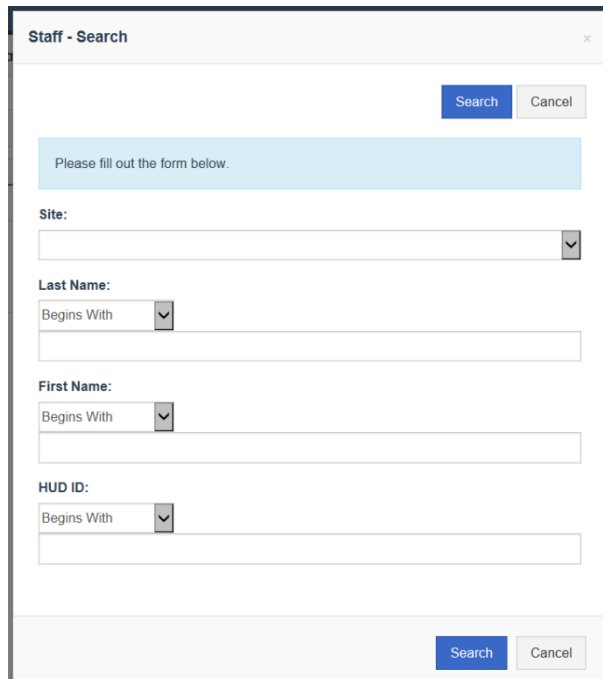 Staff - Search
×
Search Cancel
Please fill out the form below.
Site:
Last Name:
Begins With
First Name:
Begins With
HUD ID:
Begins With
Search Cancel